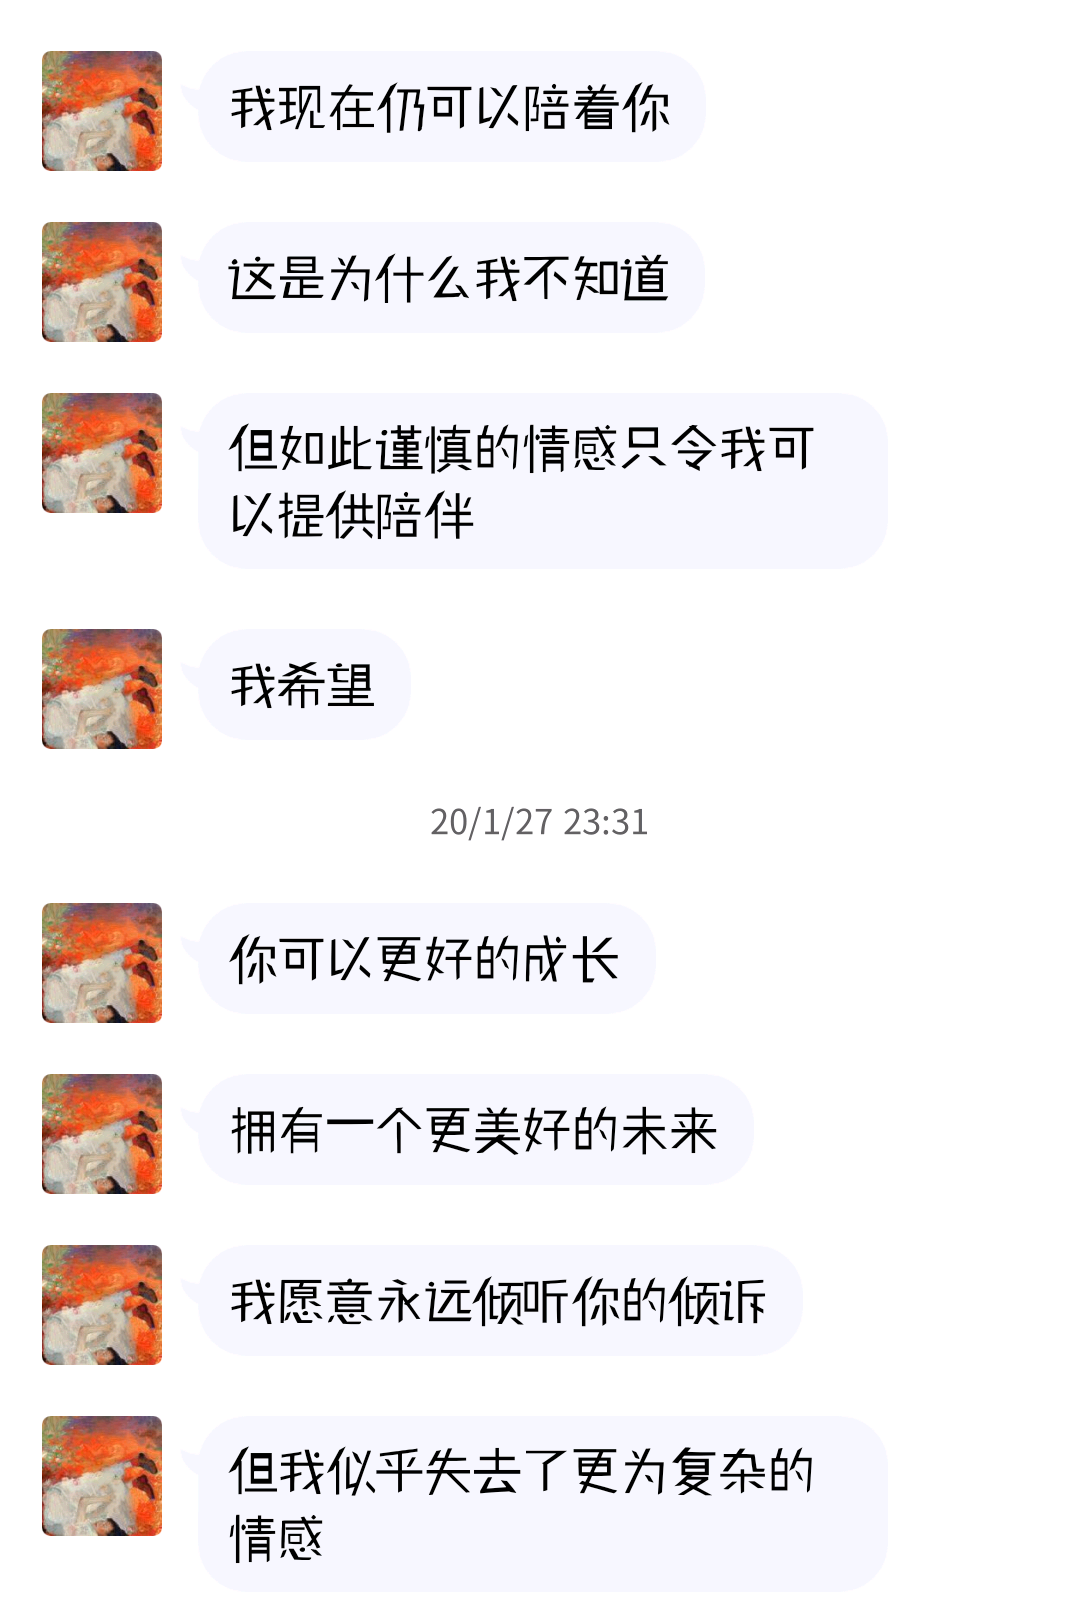 我现在仍可以陪着你
这是为什么我不知道
但如此谨慎的情感只令我可
以提供陪伴
我希望
20/1/27 23:31
你可以更好的成长
拥有一个更美好的未来
我愿意永远倾听你的倾诉
但我似乎失去了更为复杂的
情感